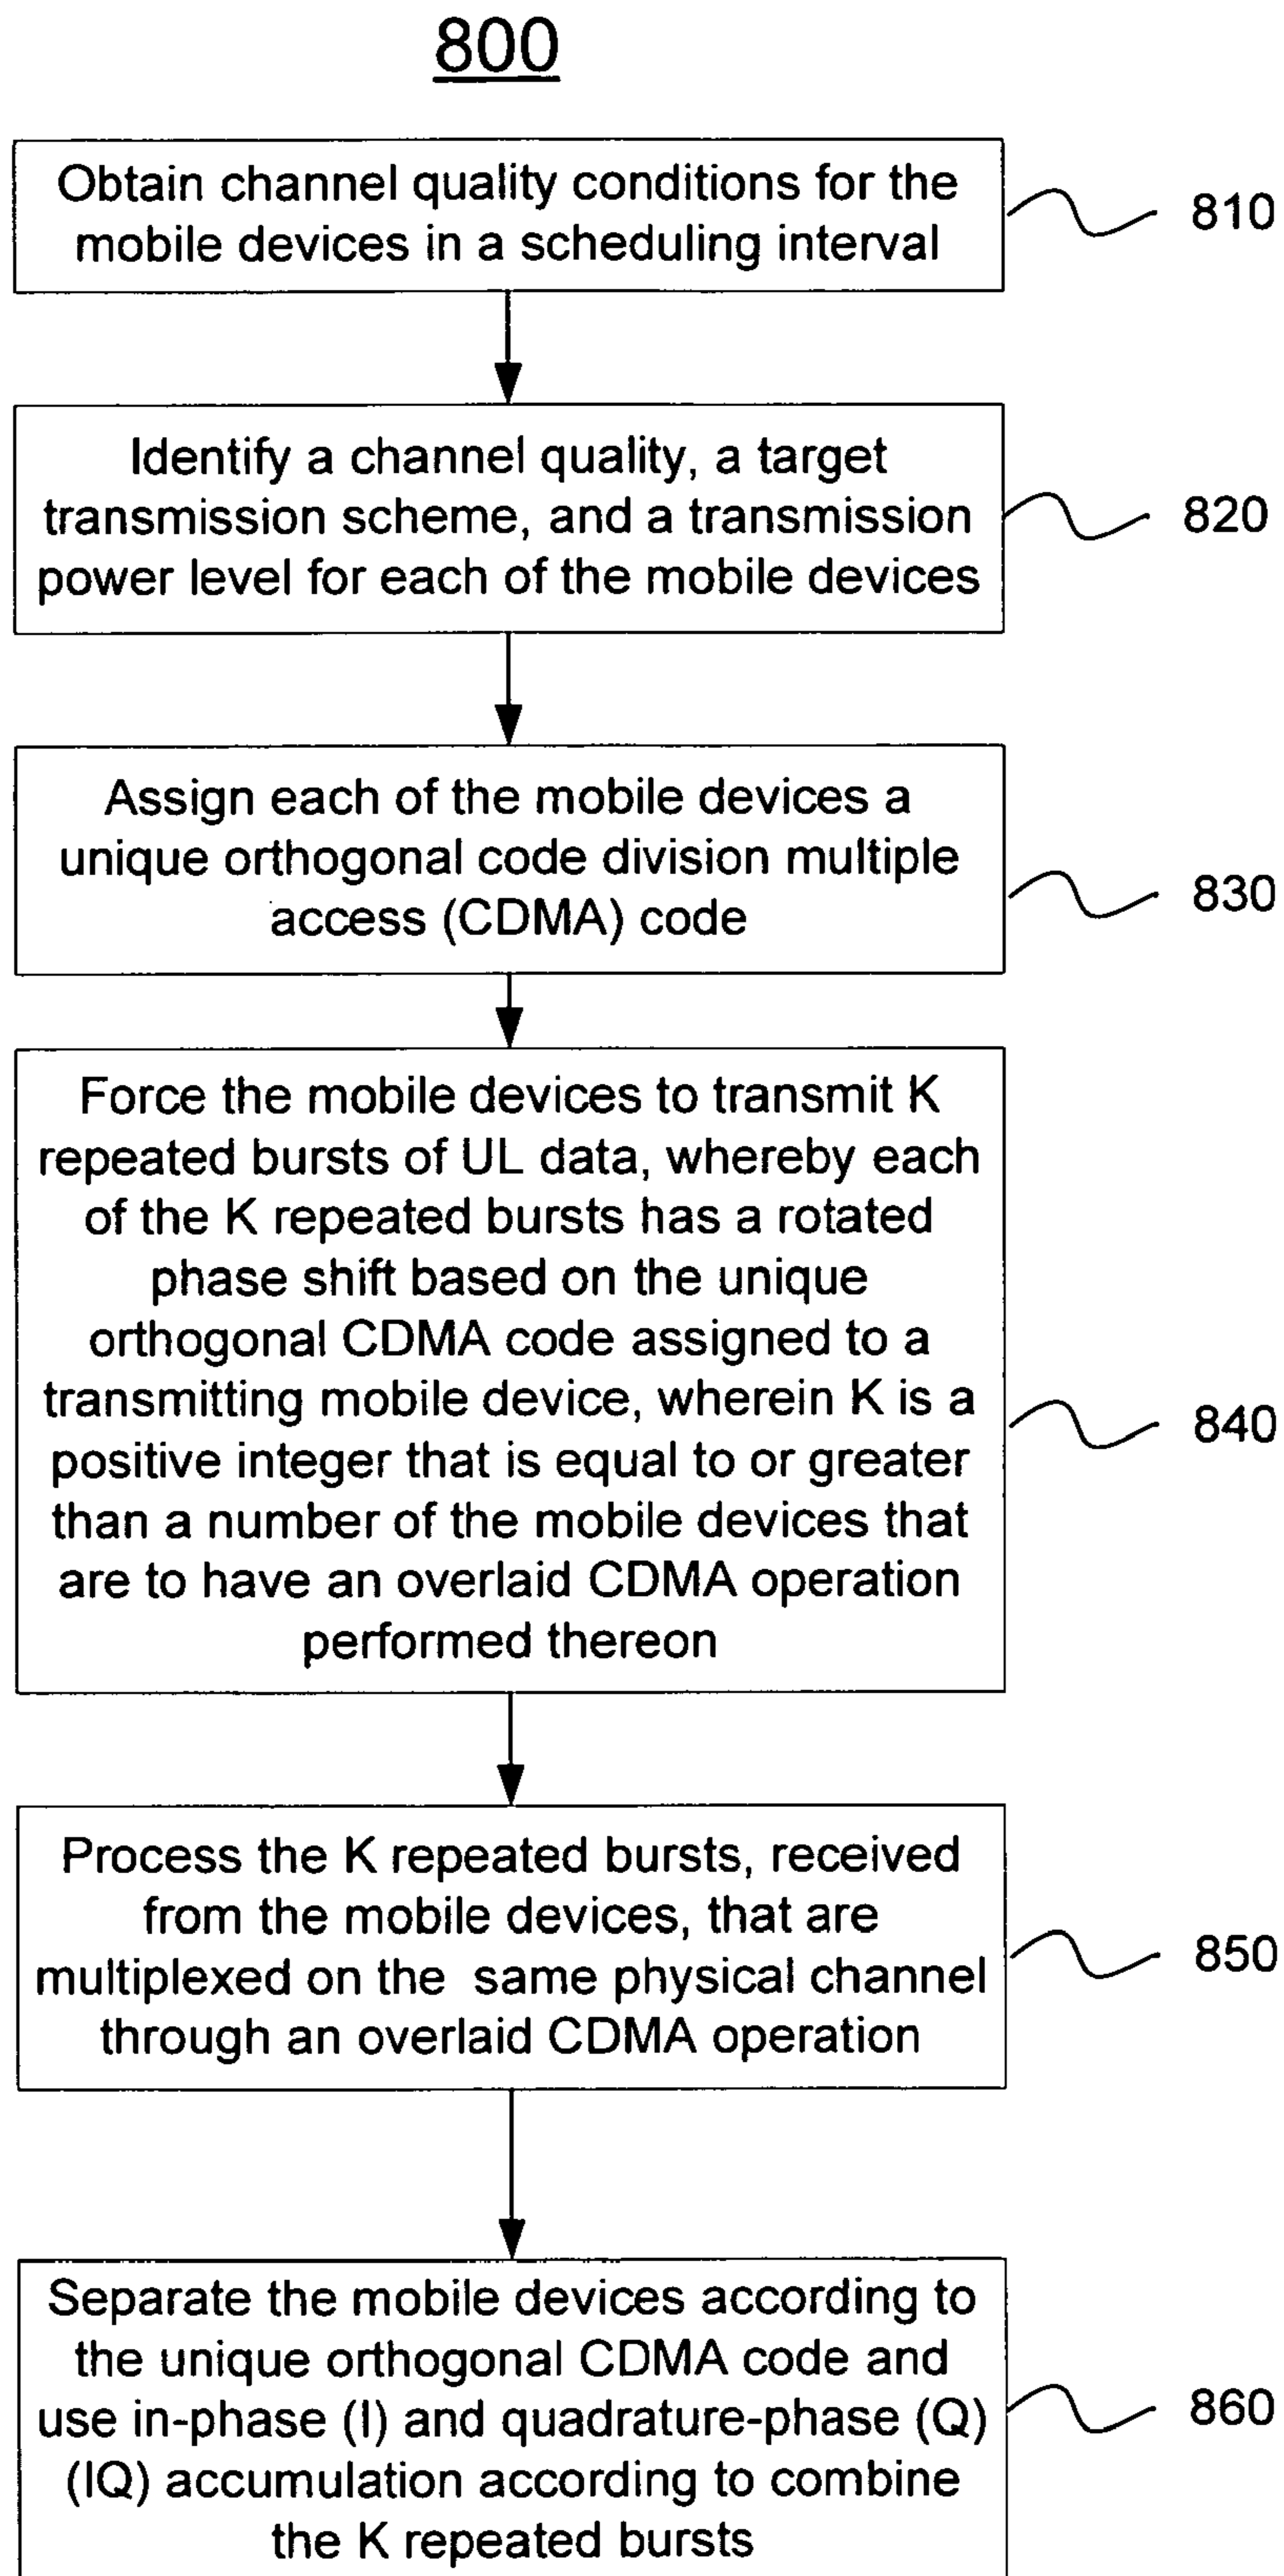 800
Obtain channel quality conditions for the
mobile devices in a scheduling interval
810
Identify a channel quality, a target
transmission scheme, and a transmission
power level for each of the mobile devices
820
Assign each of the mobile devices a
unique orthogonal code division multiple
access (CDMA) code
830
Force the mobile devices to transmit K
repeated bursts of UL data, whereby each
of the K repeated bursts has a rotated
phase shift based on the unique
orthogonal CDMA code assigned to a
transmitting mobile device, wherein K is a
positive integer that is equal to or greater
than a number of the mobile devices that
are to have an overlaid CDMA operation
performed thereon
840
Process the K repeated bursts, received
from the mobile devices, that are
multiplexed on the same physical channel
through an overlaid CDMA operation
850
Separate the mobile devices according to
the unique orthogonal CDMA code and
use in-phase (I) and quadrature-phase (Q)
(IQ) accumulation according to combine
the K repeated bursts
860